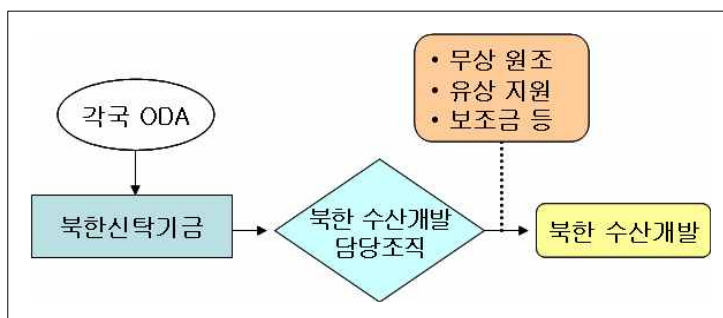 • 무상 원조
• 유상 지원
• 보조금 등
각국 ODA
북한신탁기금
북한 수산개발
담당조직
북한 수산개발